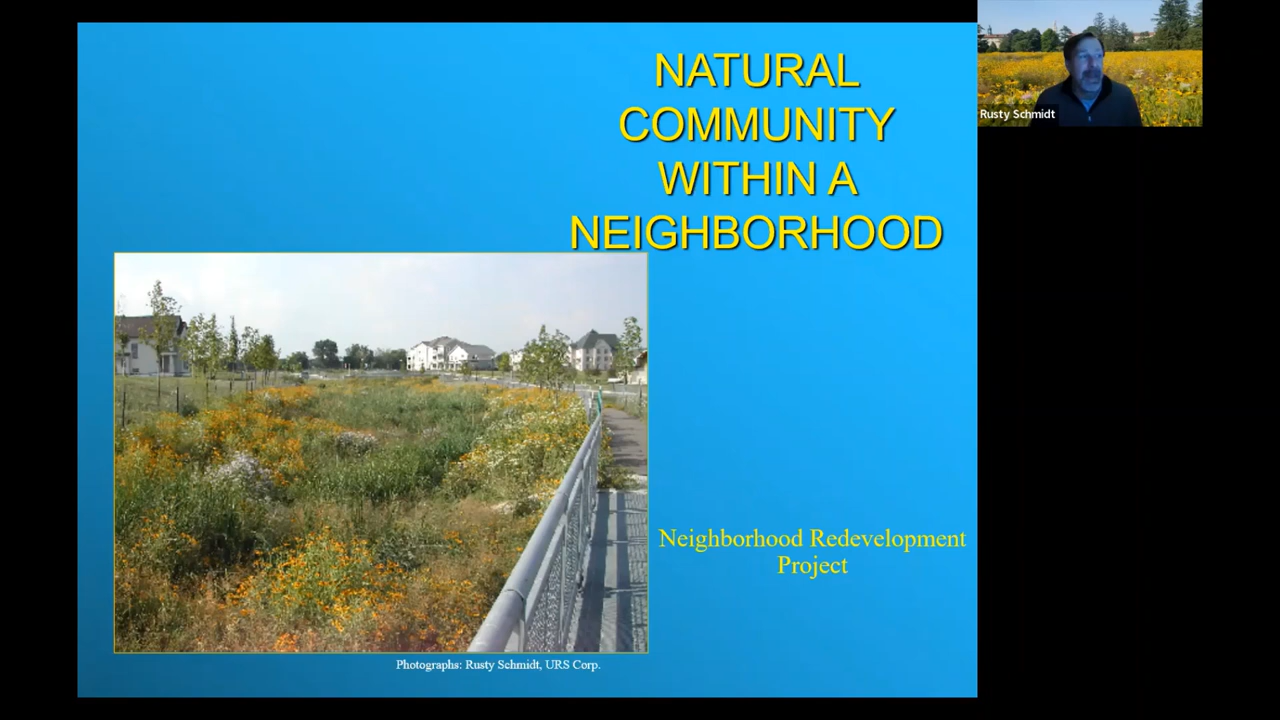 NATURAL
COMMUNITY
WITHIN A
NEIGHBORHOOD
Rusty Schmidt
Neighborhood Redevelopment
Project
Photographs: Rusty Schmidt, URS Corp.